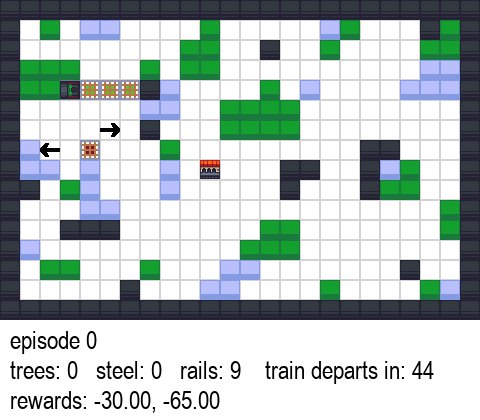 episode 0
trees: 0 steel: 0 rails: 9 train departs in: 44
rewards: -30.00, -65.00